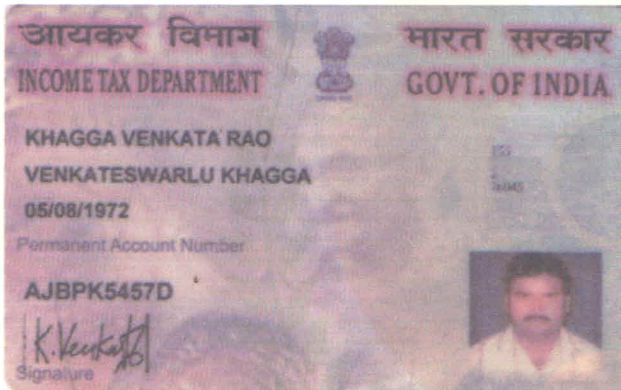 आयकर विभाग
INCOME TAX DEPARTMENT
भारत सरकार
GOVT. OF INDIA
KHAGGA VENKATA RAO
VENKATESWARLU KHAGGA
05/08/1972
Permanent Account Number
AJBPK5457D
K.Venkat
Signature